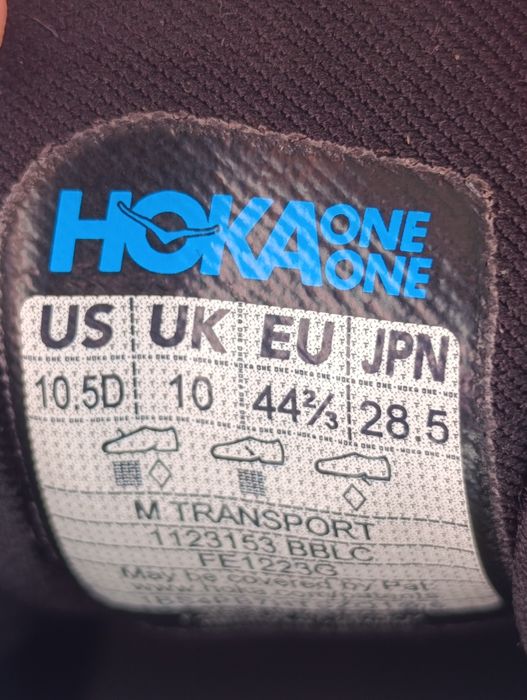 HOKA ONE ONE
US UK EU JPN
10.5D 10 44⅔ 28.5
M TRANSPORT
1123153 BBLC
FE1223G
May be covered by Pat.